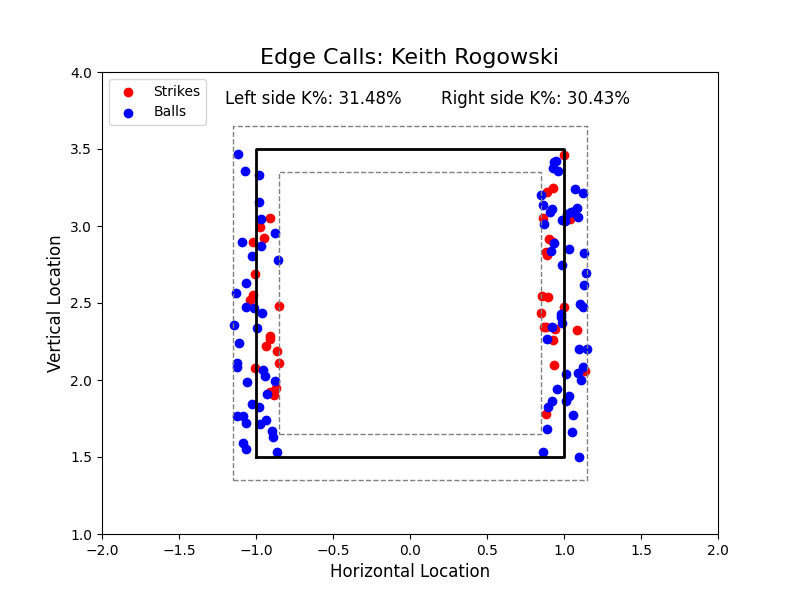 Edge Calls: Keith Rogowski
Strikes
Balls
Left side K%: 31.48%
Right side K%: 30.43%
4.0
3.5
3.0
2.5
2.0
1.5
1.0
Vertical Location
−2.0 −1.5 −1.0 −0.5 0.0 0.5 1.0 1.5 2.0
Horizontal Location